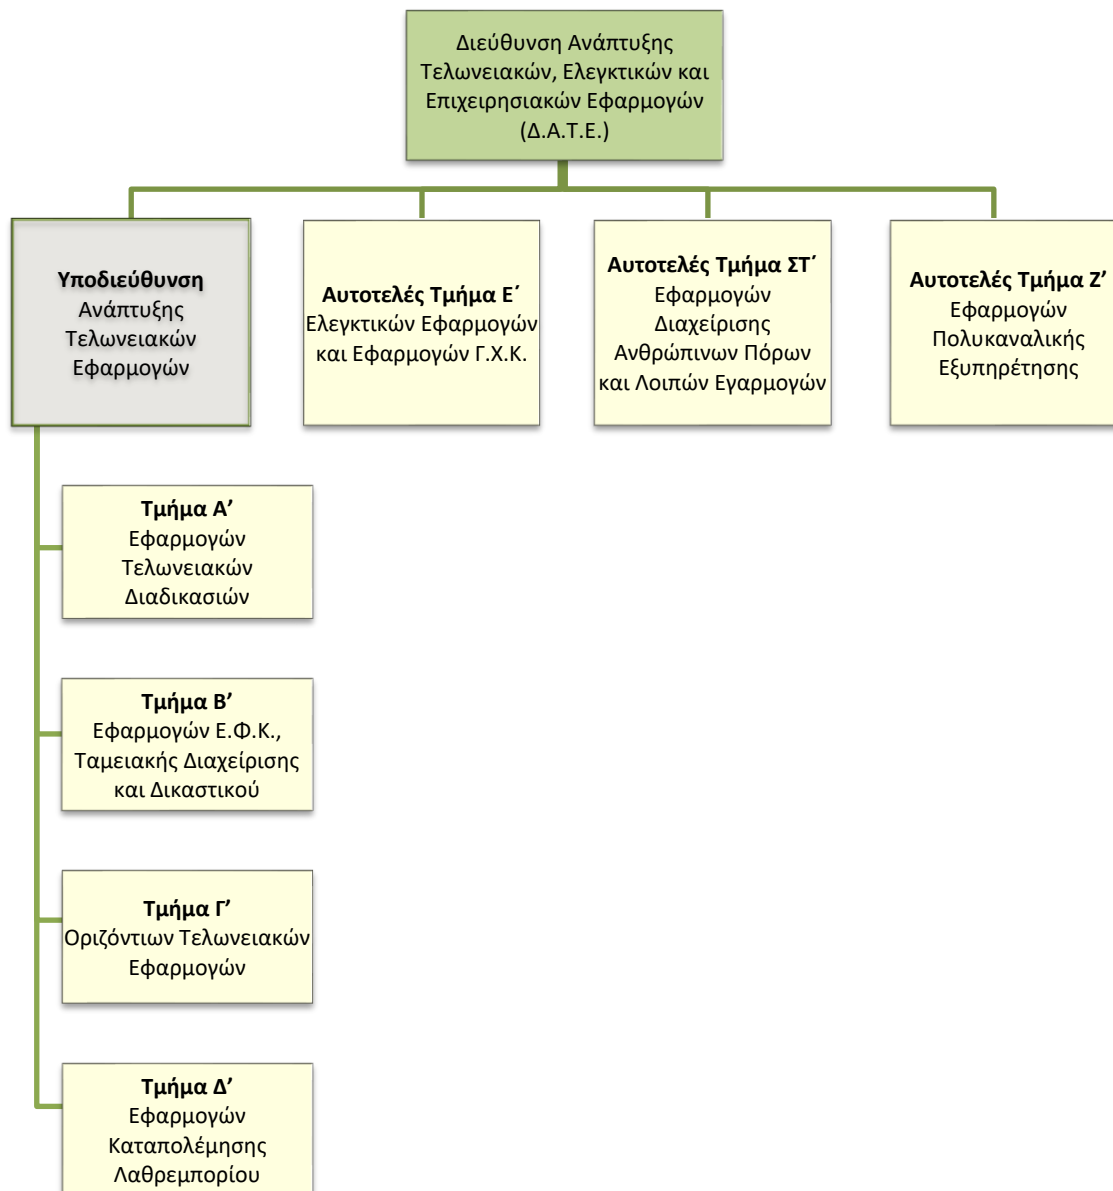 Διεύθυνση Ανάπτυξης
Τελωνειακών, Ελεγκτικών και
Επιχειρησιακών Εφαρμογών
(Δ.Α.Τ.Ε.)
Υποδιεύθυνση
Ανάπτυξης
Τελωνειακών
Εφαρμογών
Αυτοτελές Τμήμα Ε΄
Ελεγκτικών Εφαρμογών
και Εφαρμογών Γ.Χ.Κ.
Αυτοτελές Τμήμα ΣΤ΄
Εφαρμογών
Διαχείρισης
Ανθρώπινων Πόρων
και Λοιπών Εγαρμογών
Αυτοτελές Τμήμα Ζ’
Εφαρμογών
Πολυκαναλικής
Εξυπηρέτησης
Τμήμα Α’
Εφαρμογών
Τελωνειακών
Διαδικασιών
Τμήμα Β’
Εφαρμογών Ε.Φ.Κ.,
Ταμειακής Διαχείρισης
και Δικαστικού
Τμήμα Γ’
Οριζόντιων Τελωνειακών
Εφαρμογών
Τμήμα Δ’
Εφαρμογών
Καταπολέμησης
Λαθρεμπορίου